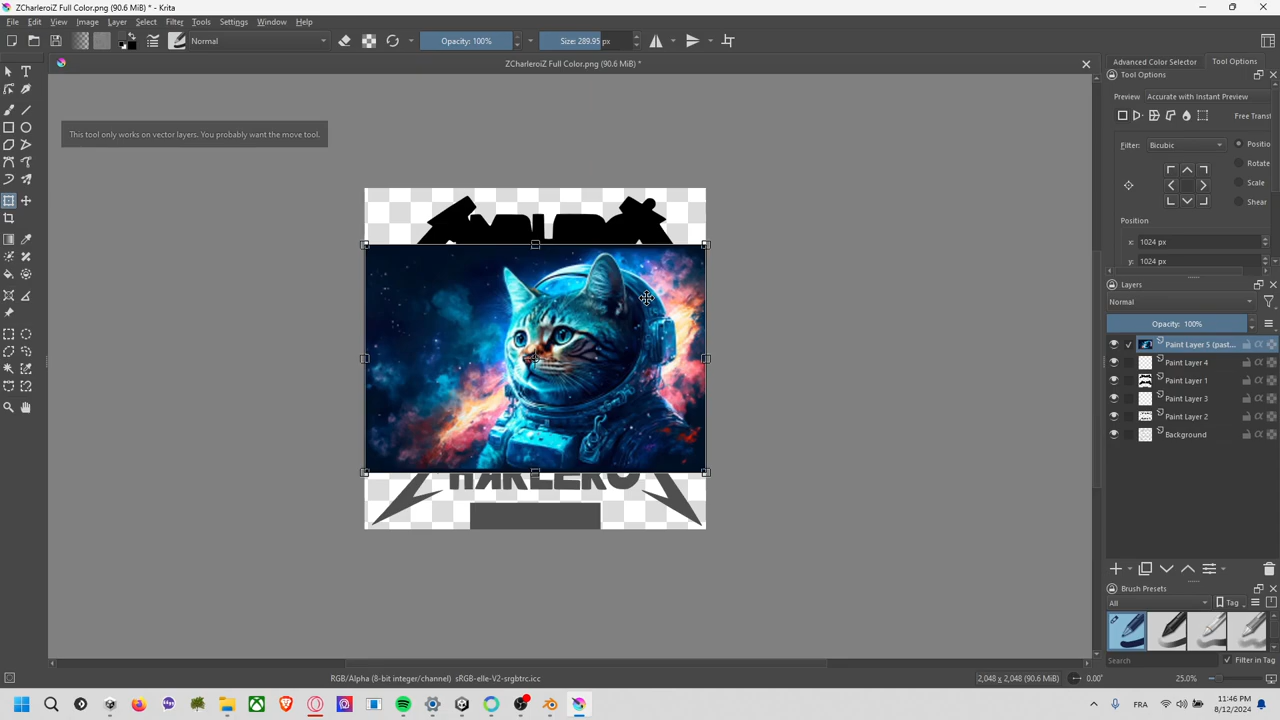 ZCharleroiZ Full Color.png (90.6 MiB) * - Krita
File Edit View Image Layer Select Filter Tools Settings Window Help
Normal Opacity: 100% Size: 289.95 px
ZCharleroiZ Full Color.png (90.6 MiB) *
This tool only works on vector layers. You probably want the move tool.
Advanced Color Selector Tool Options
Tool Options
Preview Accurate with Instant Preview
Free Transf
Filter: Bicubic Positio
Rotate
Scale
Shear
Position
x: 1024 px
y: 1024 px
Layers
Normal
Opacity: 100%
Paint Layer 5 (past...
Paint Layer 4
Paint Layer 1
Paint Layer 3
Paint Layer 2
Background
Brush Presets
All Tag
Search Filter in Tag
RGB/Alpha (8-bit integer/channel) sRGB-elle-V2-srgbtrc.icc 2,048 x 2,048 (90.6 MiB) 0.00° 25.0%
FRA 11:46 PM
8/12/2024